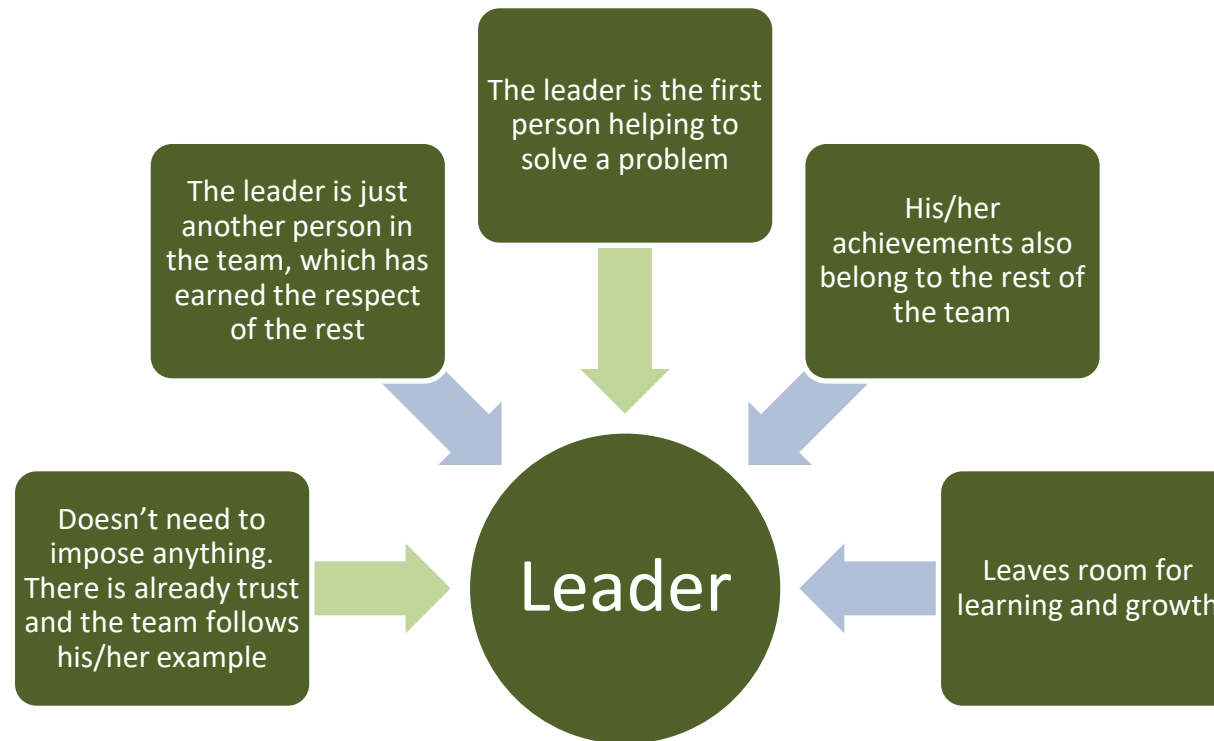 The leader is the first
person helping to
solve a problem
The leader is just
another person in
the team, which has
earned the respect
of the rest
His/her
achievements also
belong to the rest of
the team
Doesn’t need to
impose anything.
There is already trust
and the team follows
his/her example
Leader
Leaves room for
learning and growth